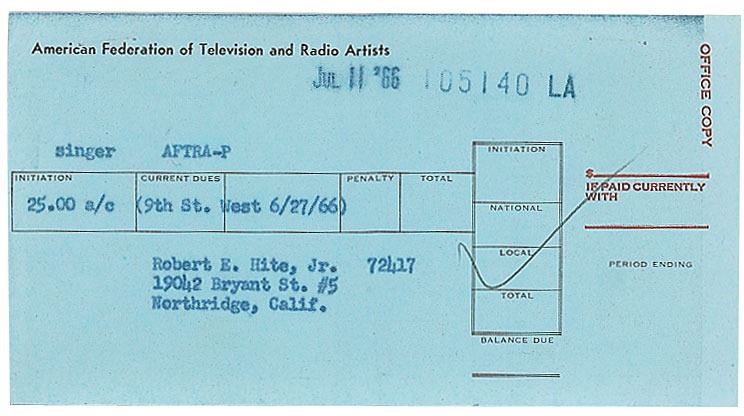 American Federation of Television and Radio Artists
JUL 11 '66 105140 LA
OFFICE COPY
singer AFTRA-P
INITIATION CURRENT DUES PENALTY TOTAL
25.00 a/c (9th St. West 6/27/66)
INITIATION
NATIONAL
LOCAL
TOTAL
BALANCE DUE
$
IF PAID CURRENTLY
WITH
PERIOD ENDING
Robert E. Hite, Jr. 72417
19042 Bryant St. #5
Northridge, Calif.